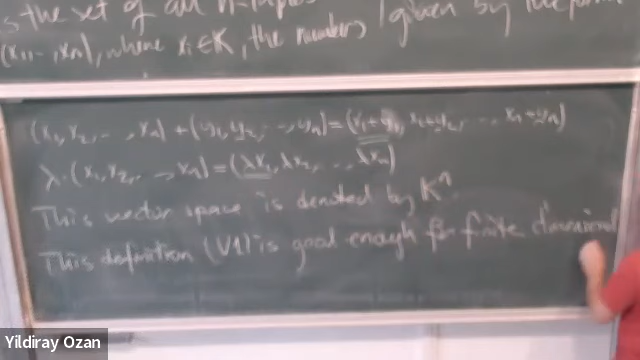 is the set of all n-tuples given by the
(x₁, .., xₙ), where xᵢ ∈ K, the numbers
(x₁, x₂, .., xₙ) + (y₁, y₂, .., yₙ) = (x₁+y₁, x₂+y₂, ... xₙ+yₙ)
λ·(x₁, x₂, .., xₙ) = (λx₁, λx₂, .. λxₙ)
This vector space is denoted by Kⁿ.
This definition (V1) is good enough for finite dimensional
Yildiray Ozan